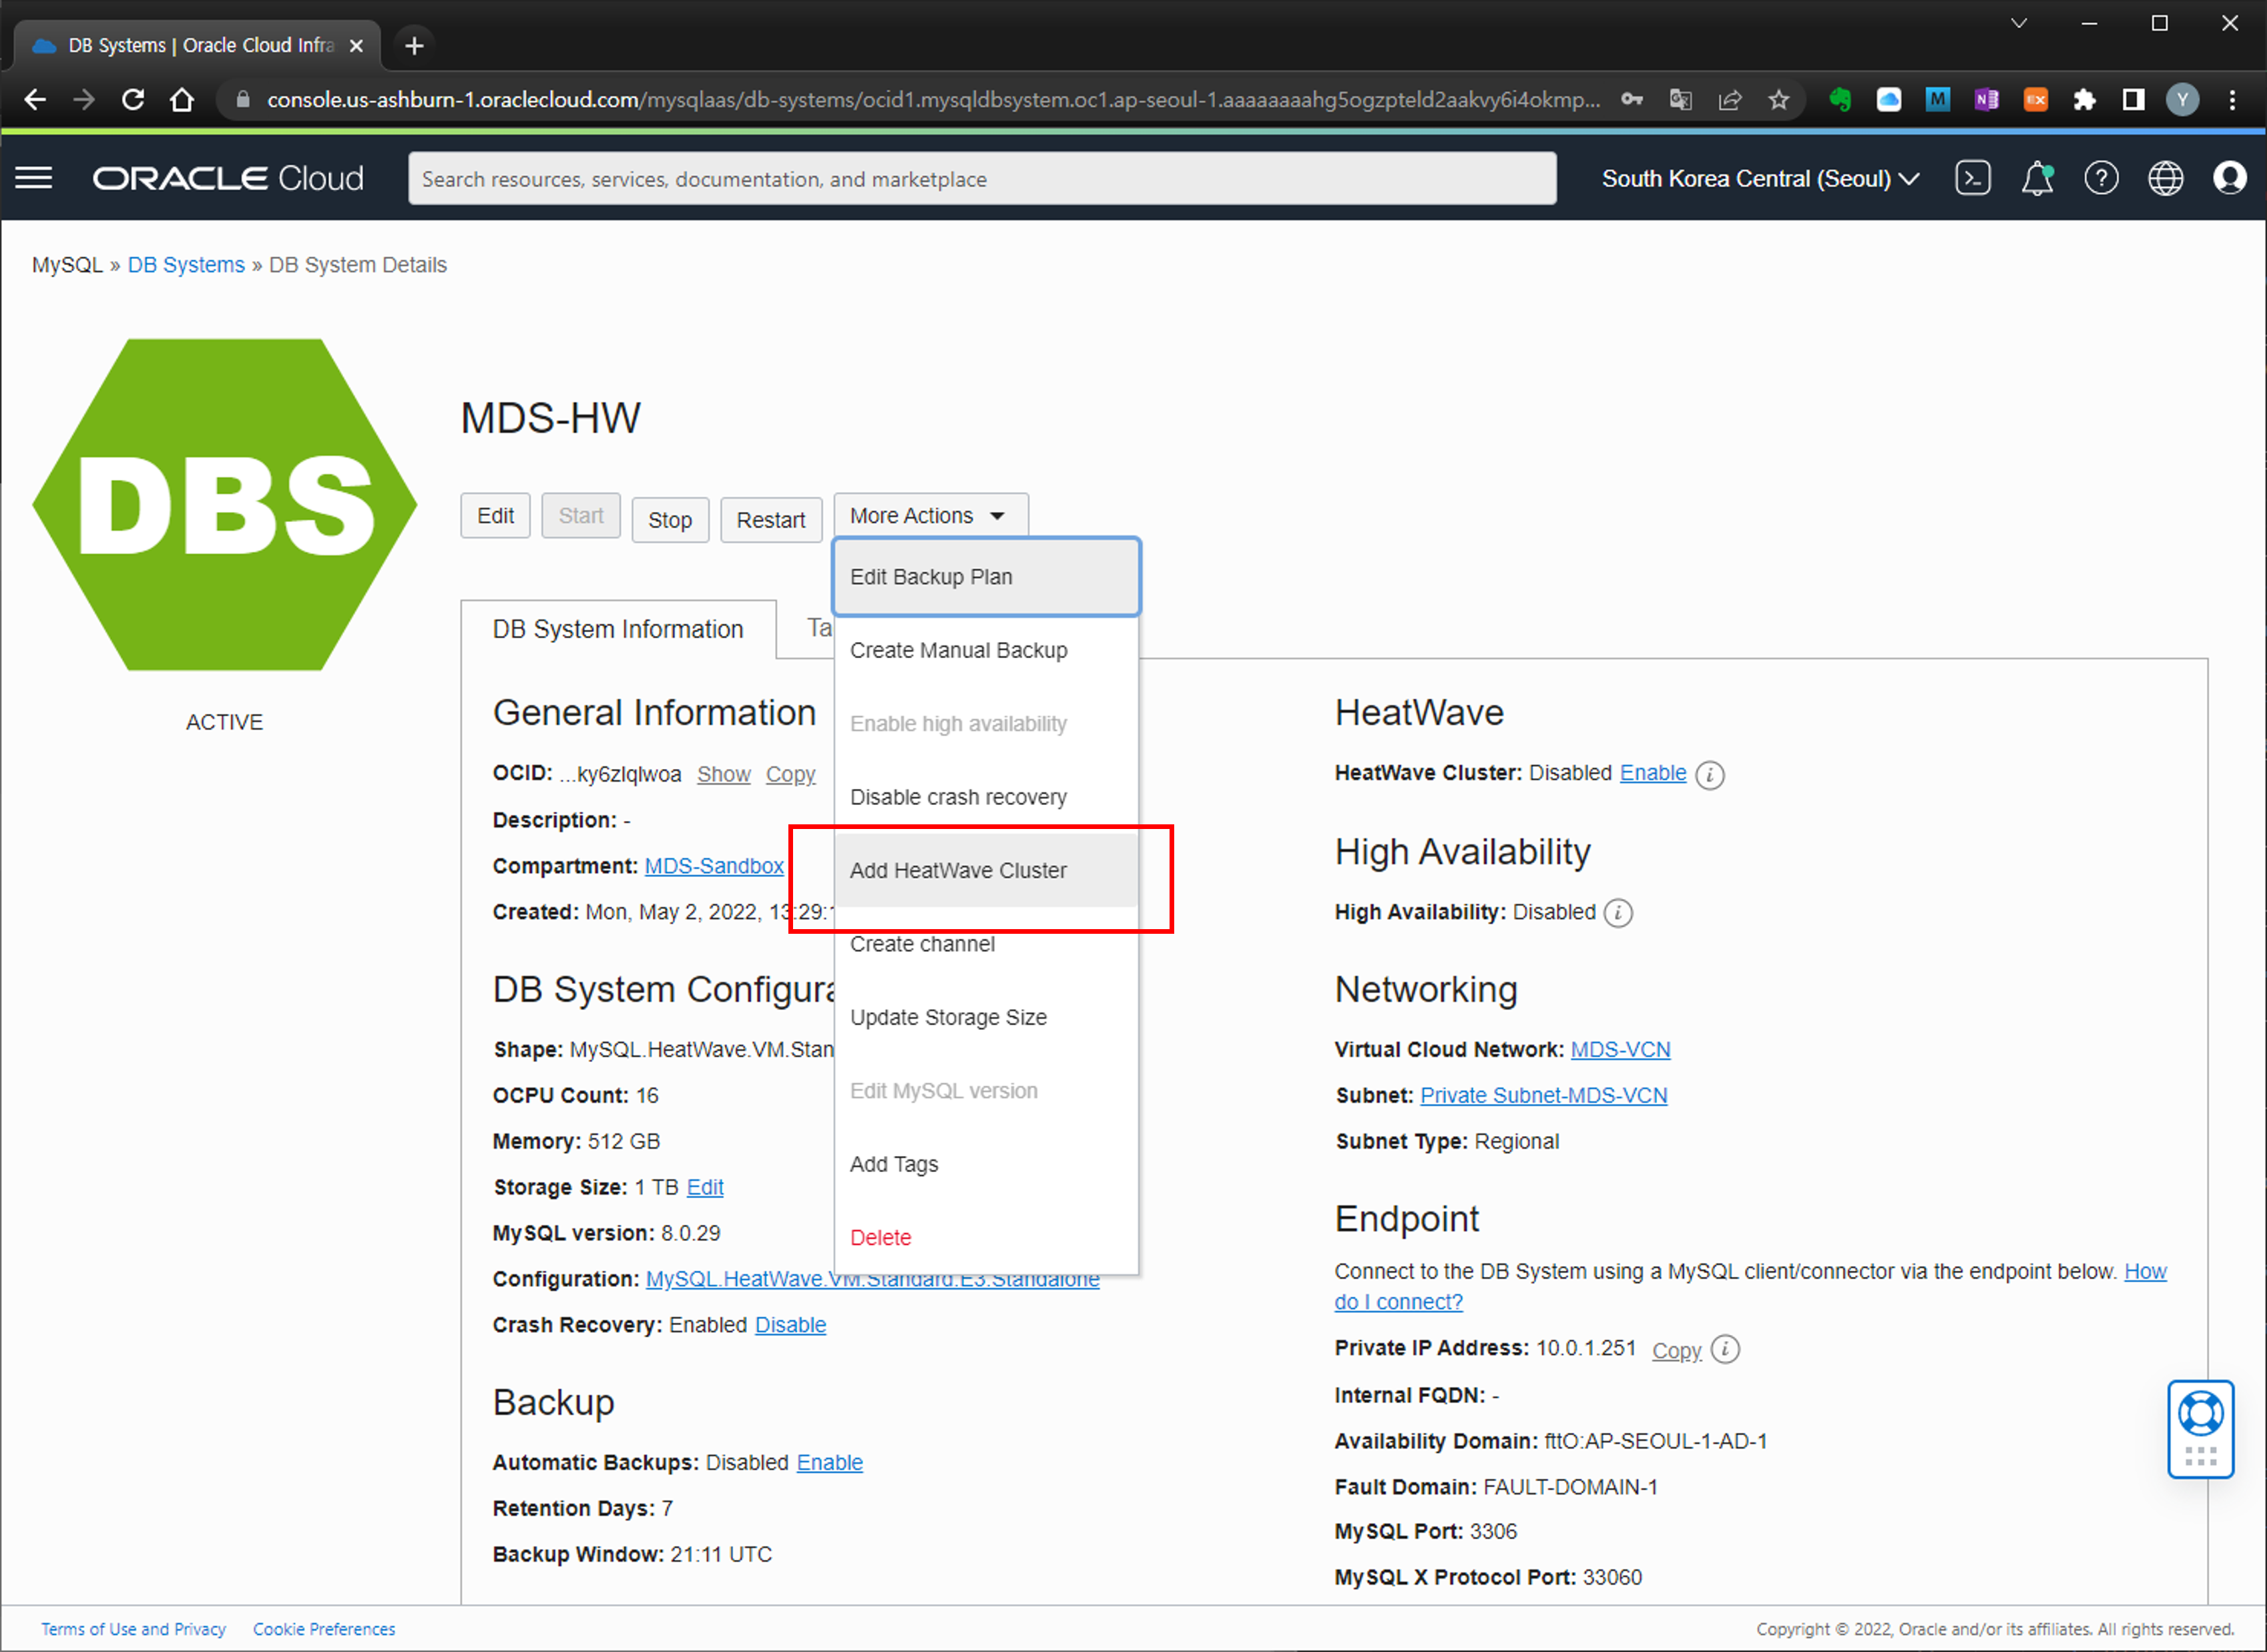 DB Systems | Oracle Cloud Infra
console.us-ashburn-1.oraclecloud.com/mysqlaas/db-systems/ocid1.mysqldbsystem.oc1.ap-seoul-1.aaaaaaaahg5ogzpteld2aakvy6i4okmp...
M
N
EX
Y
ORACLE Cloud
Search resources, services, documentation, and marketplace
South Korea Central (Seoul)
MySQL » DB Systems » DB System Details
DBS
ACTIVE
MDS-HW
Edit Start Stop Restart More Actions
Edit Backup Plan
Create Manual Backup
Enable high availability
Disable crash recovery
Add HeatWave Cluster
Create channel
Update Storage Size
Edit MySQL version
Add Tags
Delete
DB System Information Ta
General Information
OCID: ...ky6zlqlwoa Show Copy
Description: -
Compartment: MDS-Sandbox
Created: Mon, May 2, 2022, 13:29:
DB System Configura
Shape: MySQL.HeatWave.VM.Stan
OCPU Count: 16
Memory: 512 GB
Storage Size: 1 TB Edit
MySQL version: 8.0.29
Configuration: MySQL.HeatWave.VM.Standard.E3.Standalone
Crash Recovery: Enabled Disable
Backup
Automatic Backups: Disabled Enable
Retention Days: 7
Backup Window: 21:11 UTC
HeatWave
HeatWave Cluster: Disabled Enable
High Availability
High Availability: Disabled
Networking
Virtual Cloud Network: MDS-VCN
Subnet: Private Subnet-MDS-VCN
Subnet Type: Regional
Endpoint
Connect to the DB System using a MySQL client/connector via the endpoint below. How
do I connect?
Private IP Address: 10.0.1.251 Copy
Internal FQDN: -
Availability Domain: fttO:AP-SEOUL-1-AD-1
Fault Domain: FAULT-DOMAIN-1
MySQL Port: 3306
MySQL X Protocol Port: 33060
Terms of Use and Privacy Cookie Preferences
Copyright © 2022, Oracle and/or its affiliates. All rights reserved.